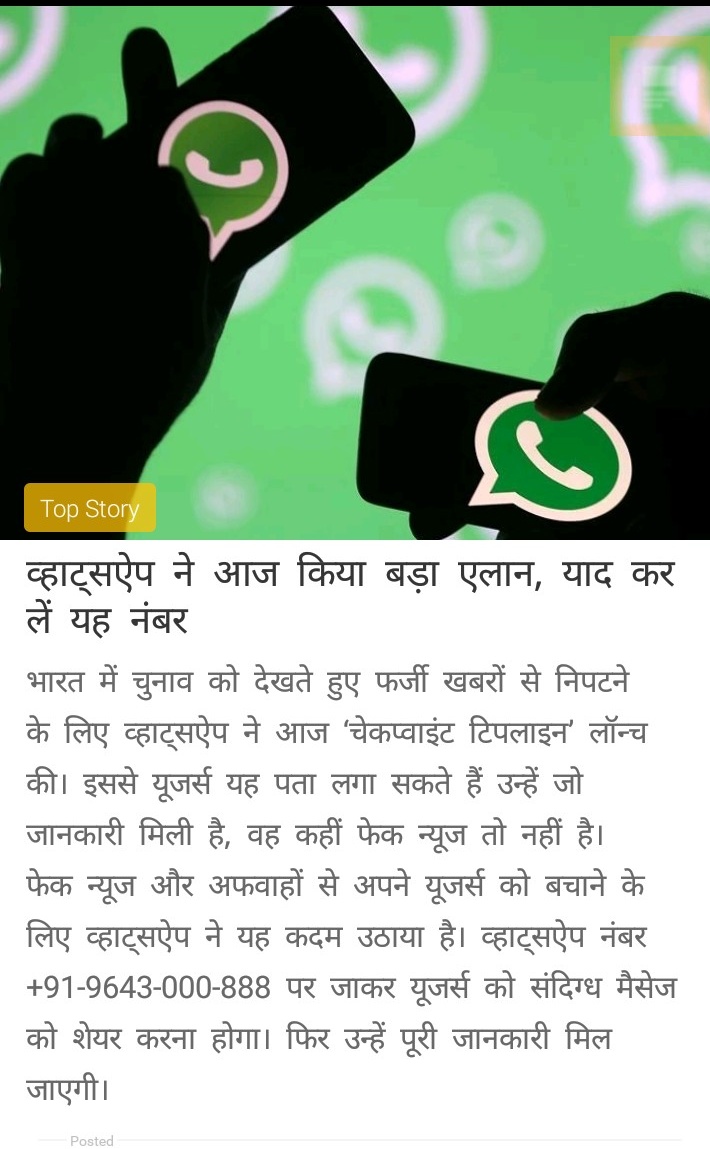 Top Story
व्हाट्सऐप ने आज किया बड़ा एलान, याद कर
लें यह नंबर
भारत में चुनाव को देखते हुए फर्जी खबरों से निपटने
के लिए व्हाट्सऐप ने आज ‘चेकप्वाइंट टिपलाइन’ लॉन्च
की। इससे यूजर्स यह पता लगा सकते हैं उन्हें जो
जानकारी मिली है, वह कहीं फेक न्यूज तो नहीं है।
फेक न्यूज और अफवाहों से अपने यूजर्स को बचाने के
लिए व्हाट्सऐप ने यह कदम उठाया है। व्हाट्सऐप नंबर
+91-9643-000-888 पर जाकर यूजर्स को संदिग्ध मैसेज
को शेयर करना होगा। फिर उन्हें पूरी जानकारी मिल
जाएगी।
Posted